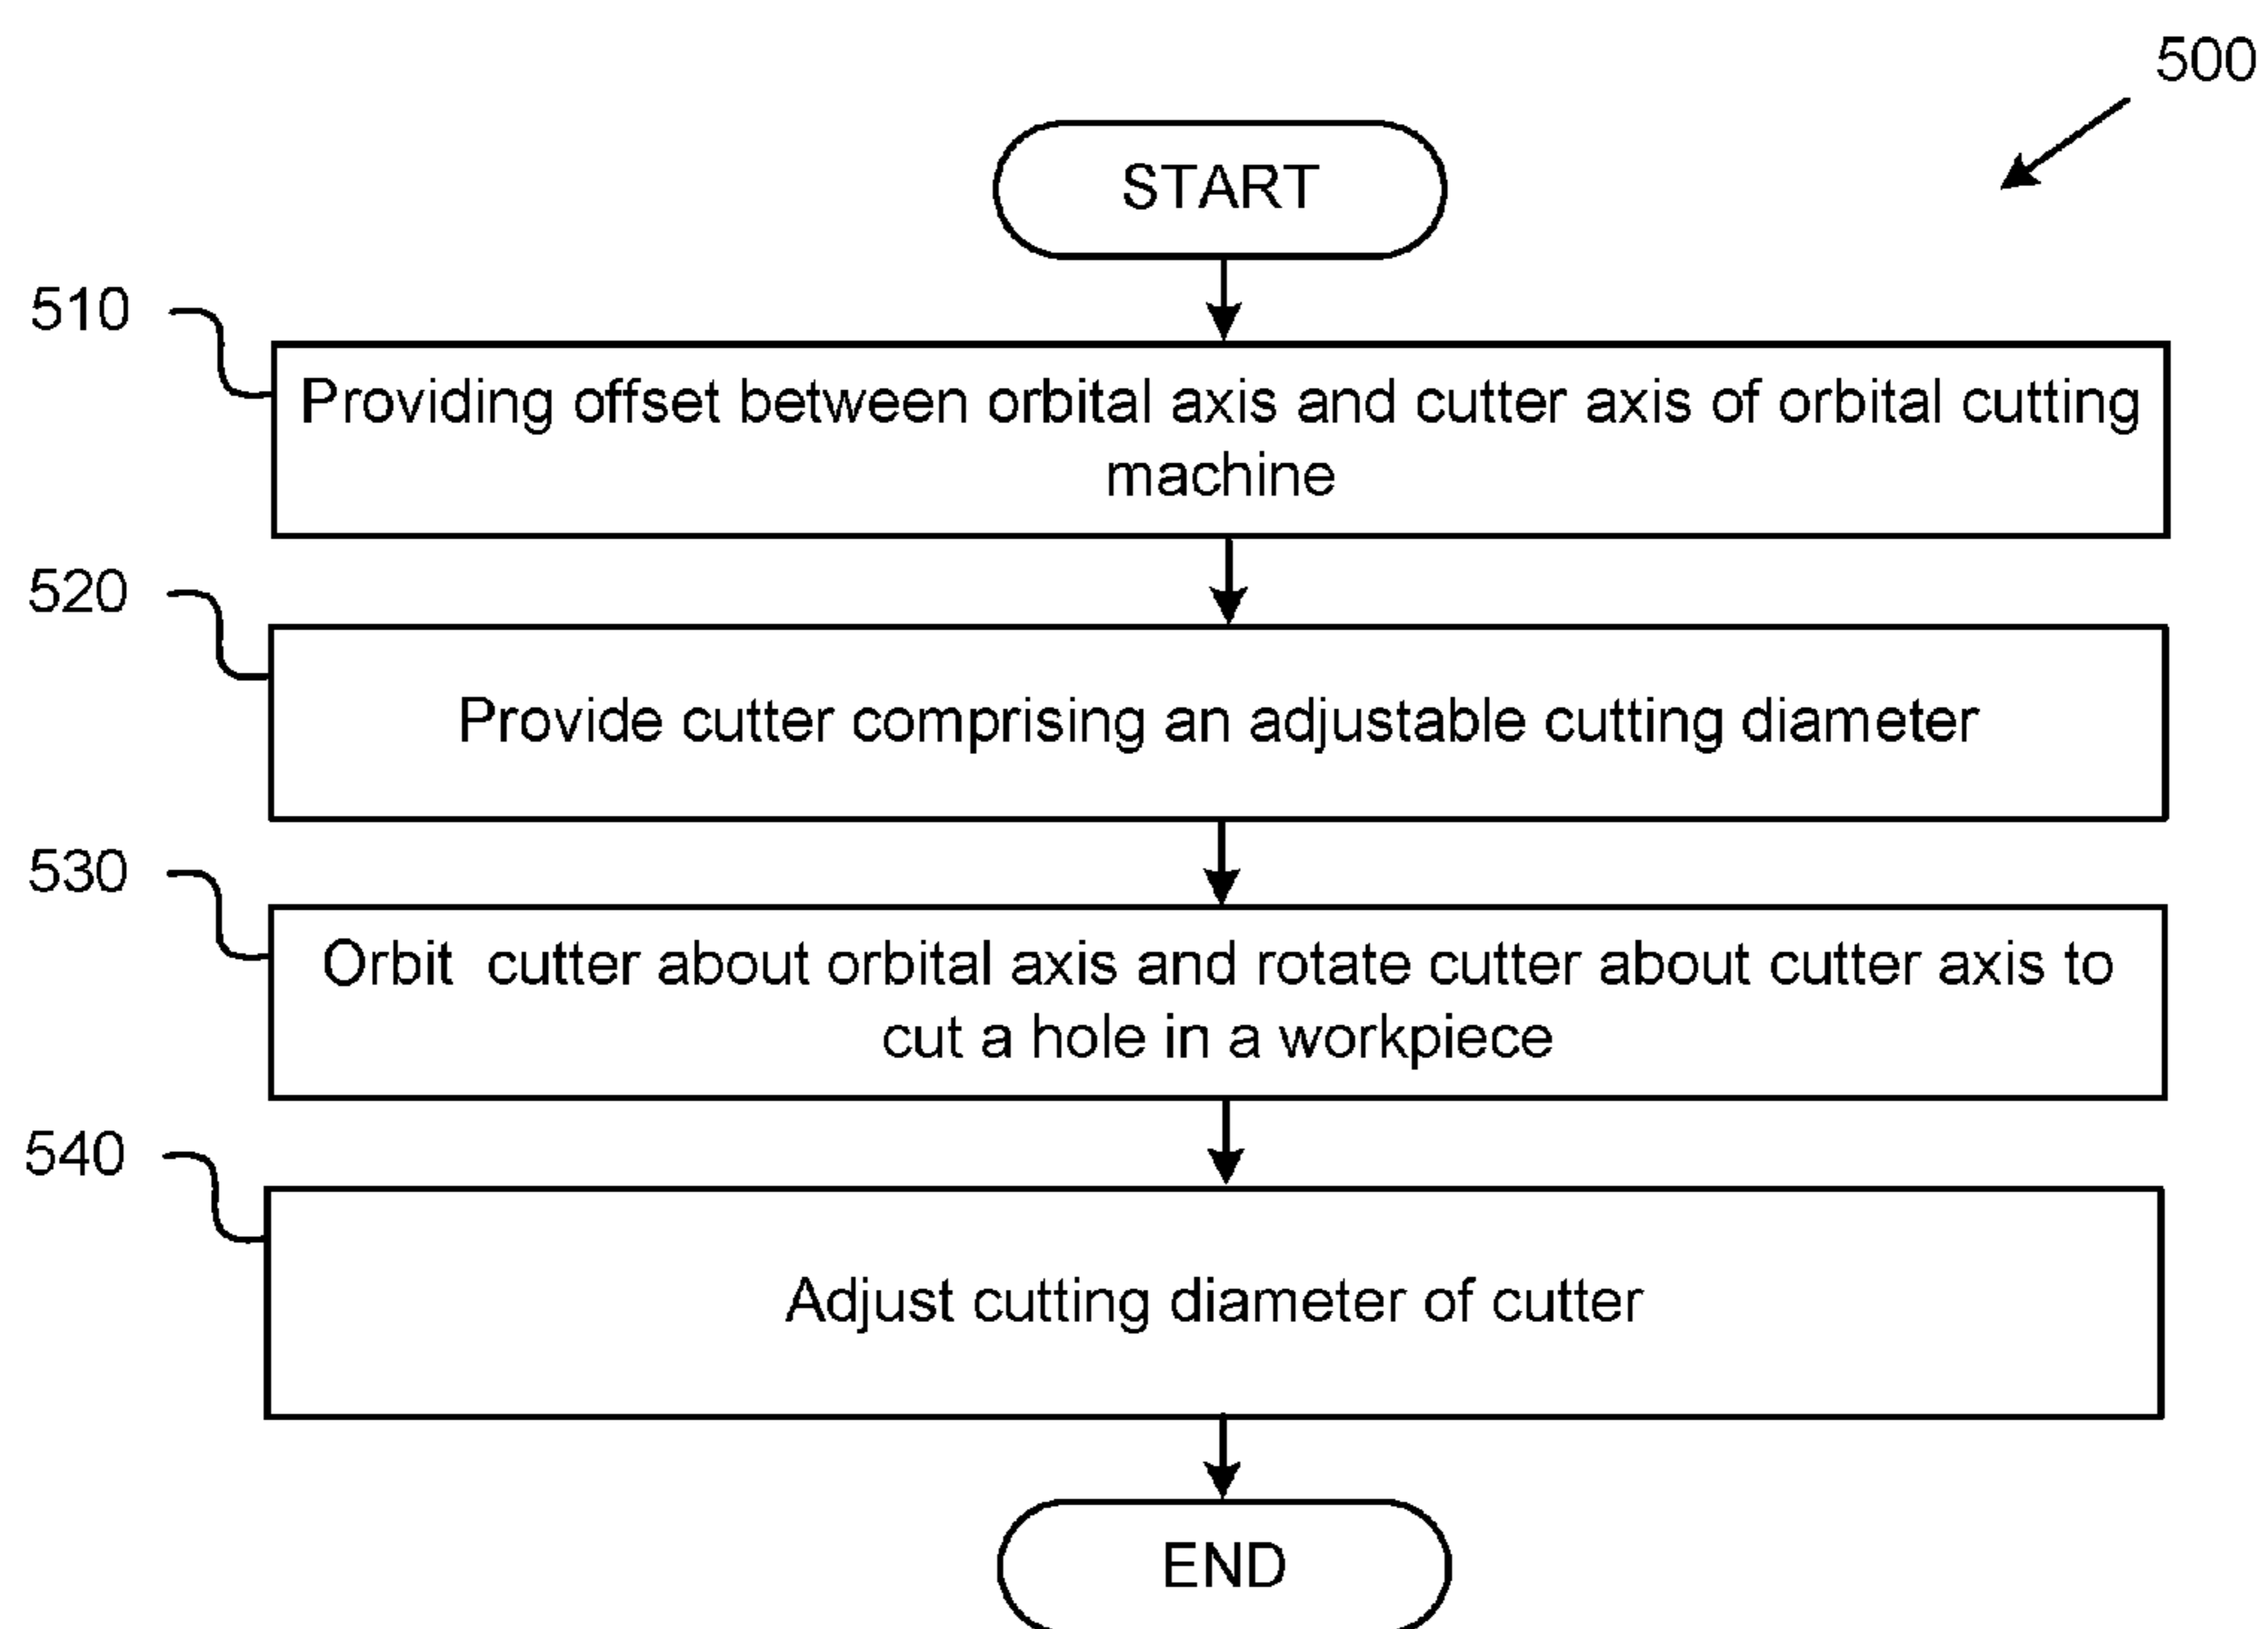 500
START
510
Providing offset between orbital axis and cutter axis of orbital cutting
machine
520
Provide cutter comprising an adjustable cutting diameter
530
Orbit cutter about orbital axis and rotate cutter about cutter axis to
cut a hole in a workpiece
540
Adjust cutting diameter of cutter
END